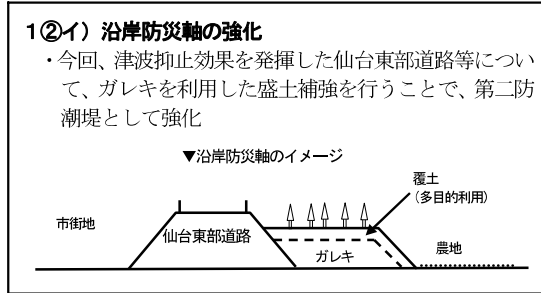 1②イ）沿岸防災軸の強化
・今回、津波抑止効果を発揮した仙台東部道路等につい
て、ガレキを利用した盛土補強を行うことで、第二防
潮堤として強化
▼沿岸防災軸のイメージ
覆土
（多目的利用）
市街地
仙台東部道路
ガレキ
農地